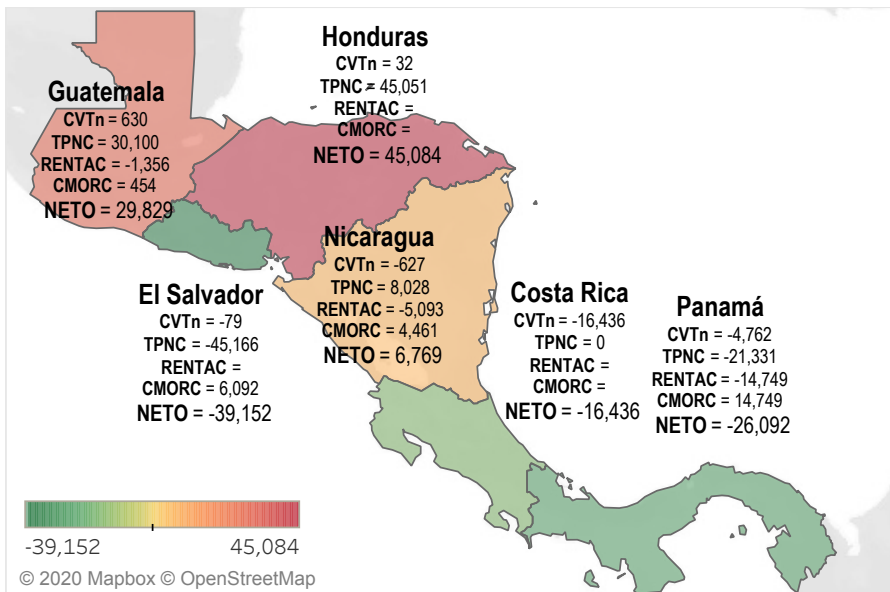 Honduras
CVTn = 32
TPNC = 45,051
RENTAC =
CMORC =
NETO = 45,084
Guatemala
CVTn = 630
TPNC = 30,100
RENTAC = -1,356
CMORC = 454
NETO = 29,829
Nicaragua
CVTn = -627
TPNC = 8,028
RENTAC = -5,093
CMORC = 4,461
NETO = 6,769
El Salvador
CVTn = -79
TPNC = -45,166
RENTAC =
CMORC = 6,092
NETO = -39,152
Costa Rica
CVTn = -16,436
TPNC = 0
RENTAC =
CMORC =
NETO = -16,436
Panamá
CVTn = -4,762
TPNC = -21,331
RENTAC = -14,749
CMORC = 14,749
NETO = -26,092
-39,152 45,084
© 2020 Mapbox © OpenStreetMap